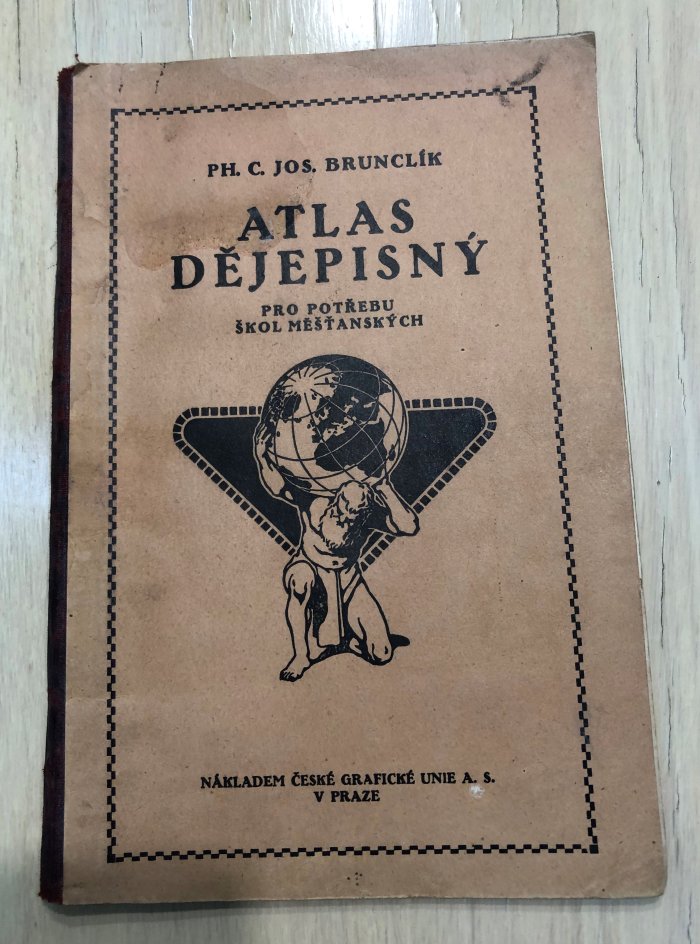 PH. C. JOS. BRUNCLÍK
ATLAS
DĚJEPISNÝ
PRO POTŘEBU
ŠKOL MĚŠŤANSKÝCH
NÁKLADEM ČESKÉ GRAFICKÉ UNIE A. S.
V PRAZE